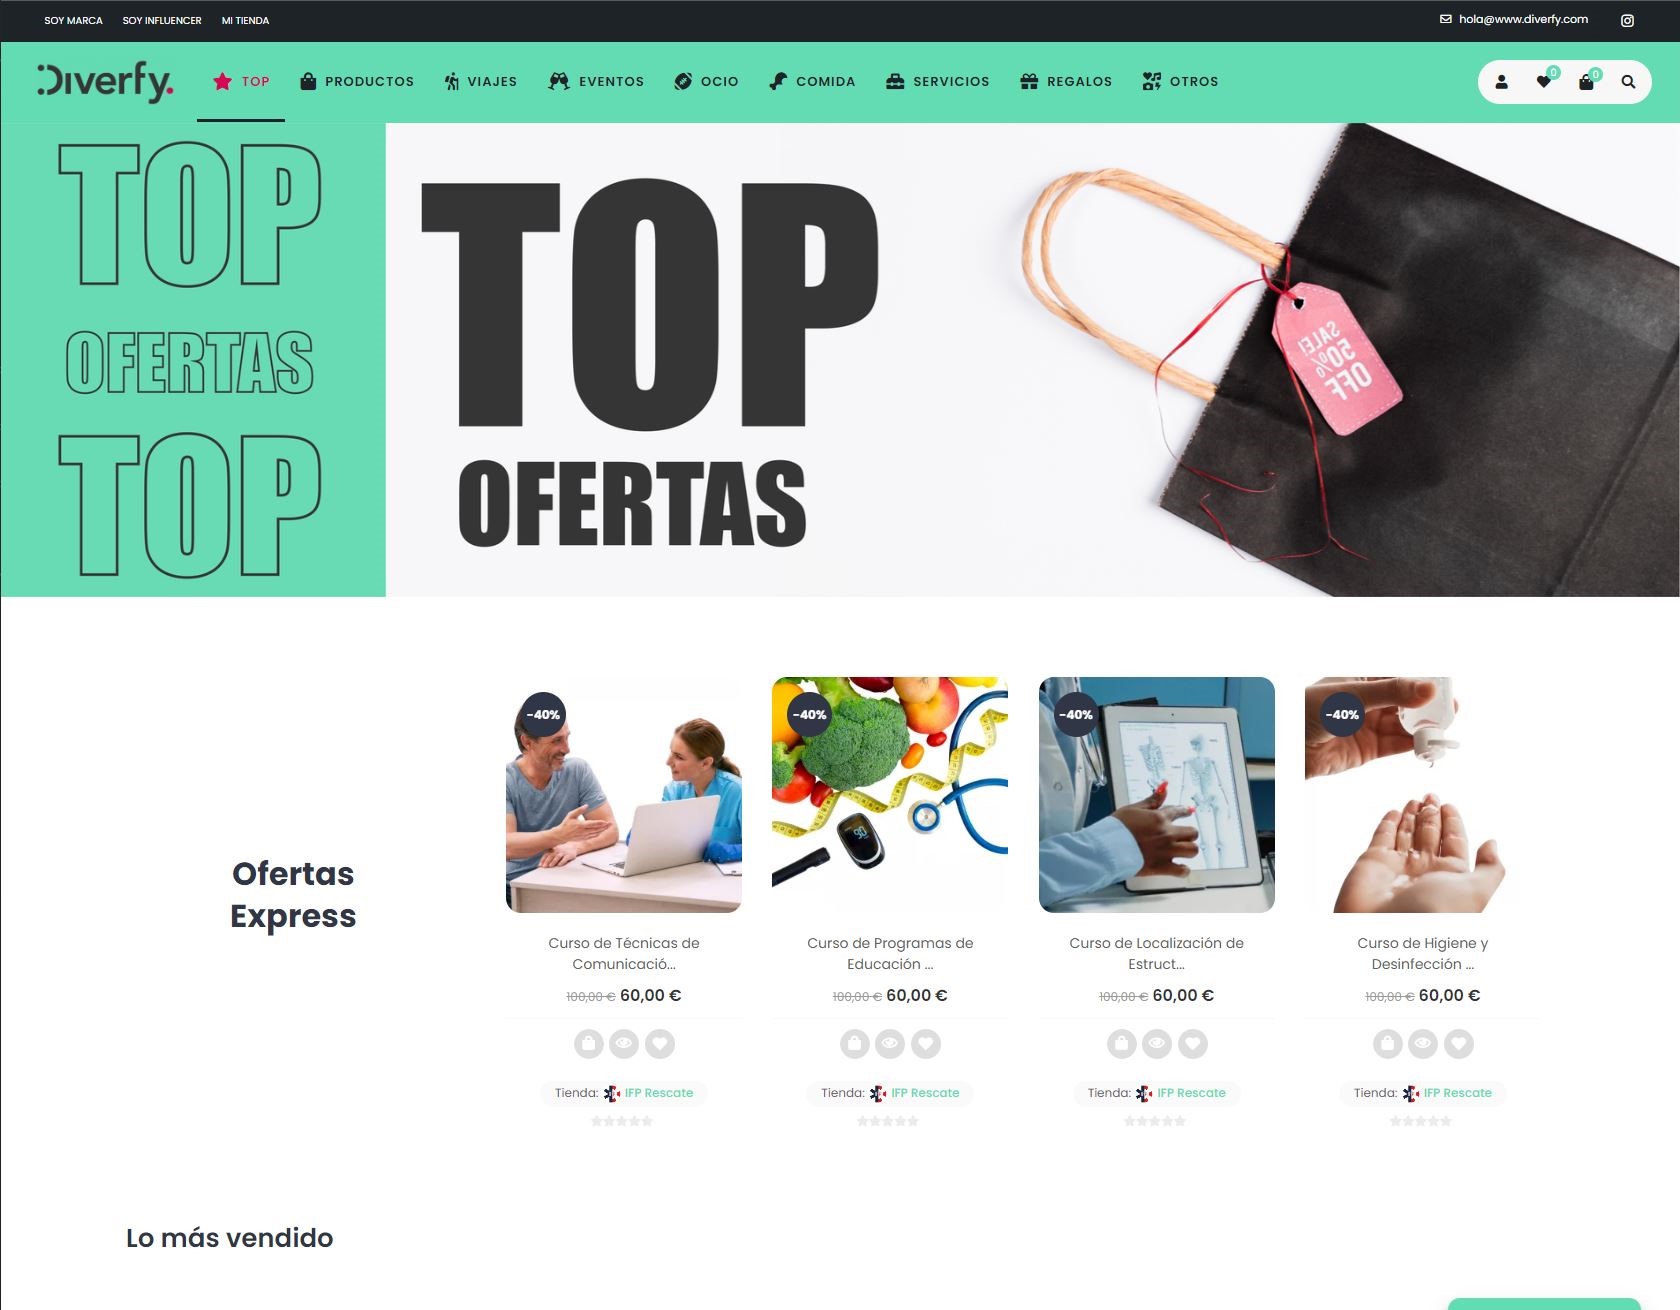 SOY MARCA SOY INFLUENCER MI TIENDA hola@www.diverfy.com
Diverfy. TOP PRODUCTOS VIAJES EVENTOS OCIO COMIDA SERVICIOS REGALOS OTROS 0 0
TOP
OFERTAS
TOP
TOP
OFERTAS
SALE!
50%
OFF
Ofertas
Express
-40%
Curso de Técnicas de
Comunicació...
100,00 € 60,00 €
Tienda: IFP Rescate
-40%
90
Curso de Programas de
Educación ...
100,00 € 60,00 €
Tienda: IFP Rescate
-40%
Curso de Localización de
Estruct...
100,00 € 60,00 €
Tienda: IFP Rescate
-40%
Curso de Higiene y
Desinfección ...
100,00 € 60,00 €
Tienda: IFP Rescate
Lo más vendido